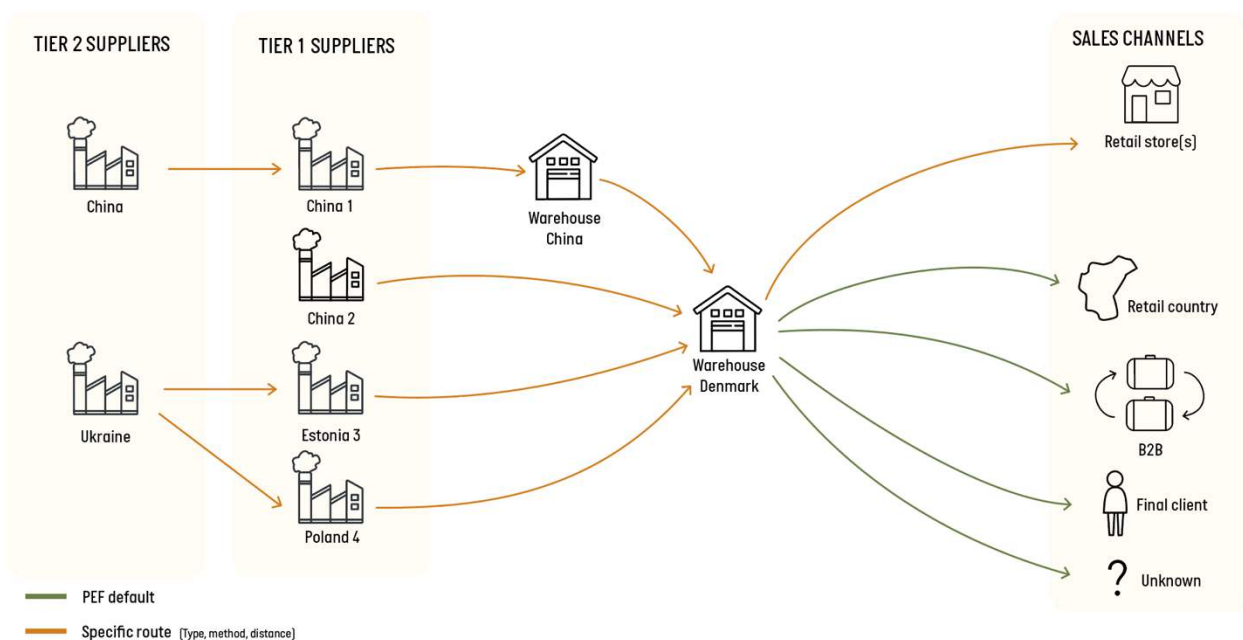 TIER 2 SUPPLIERS
TIER 1 SUPPLIERS
SALES CHANNELS
Retail store(s)
China
China 1
Warehouse
China
China 2
Retail country
Warehouse
Denmark
Ukraine
Estonia 3
B2B
Poland 4
Final client
? Unknown
PEF default
Specific route (Type, method, distance)